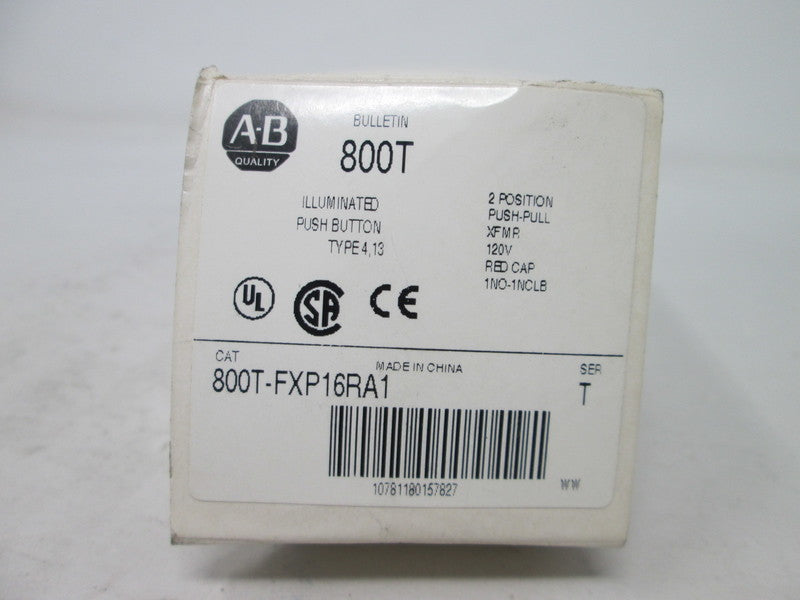 A-B
QUALITY
BULLETIN
800T
ILLUMINATED
PUSH BUTTON
TYPE 4,13
2 POSITION
PUSH-PULL
XFMR
120V
RED CAP
1NO-1NCLB
UL
SA
CE
CAT
MADE IN CHINA
SER
800T-FXP16RA1
T
10781180157827
WW